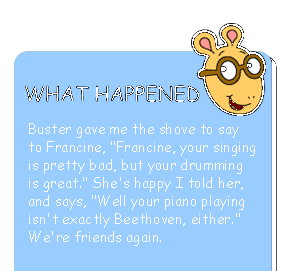 WHAT HAPPENED
Buster gave me the shove to say
to Francine, "Francine, your singing
is pretty bad, but your drumming
is great." She's happy I told her,
and says, "Well your piano playing
isn't exactly Beethoven, either."
We're friends again.